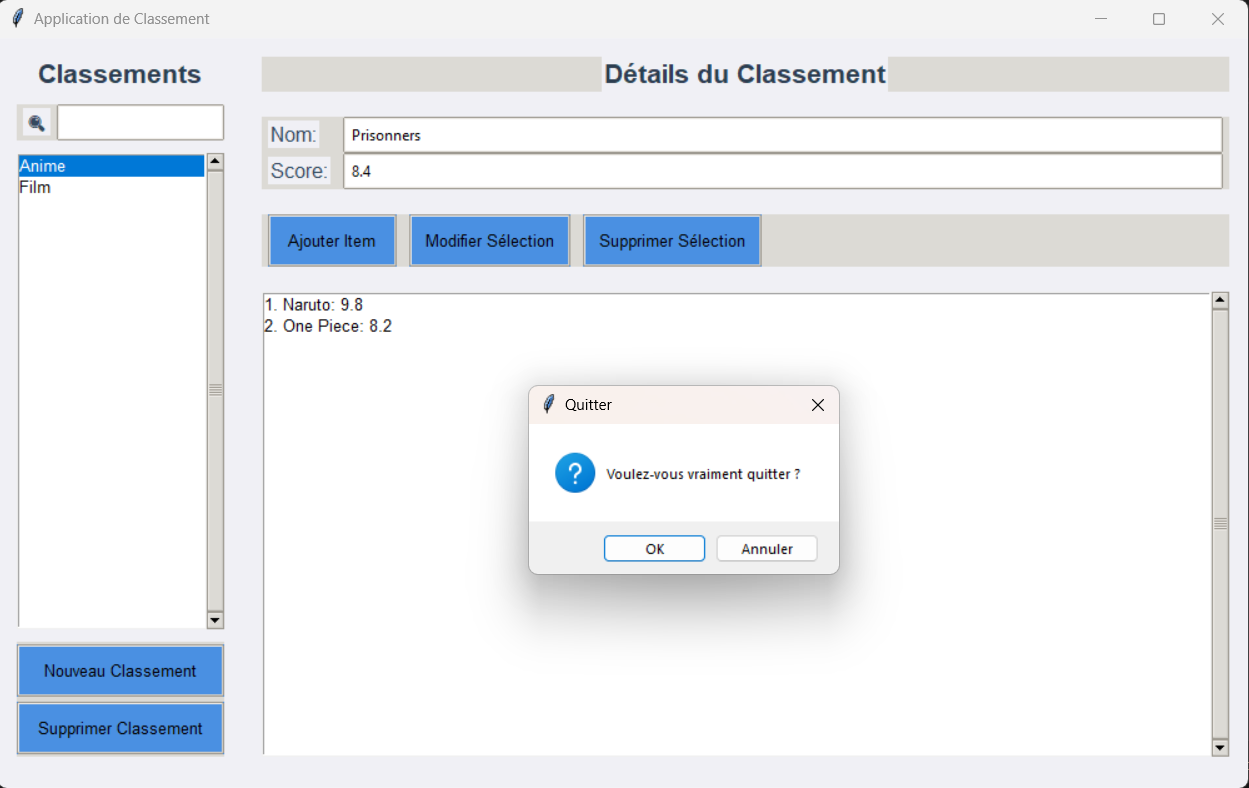 Application de Classement
Classements
Anime
Film
Nouveau Classement
Supprimer Classement
Détails du Classement
Nom: Prisonners
Score: 8.4
Ajouter Item Modifier Sélection Supprimer Sélection
1. Naruto: 9.8
2. One Piece: 8.2
Quitter
Voulez-vous vraiment quitter ?
OK Annuler